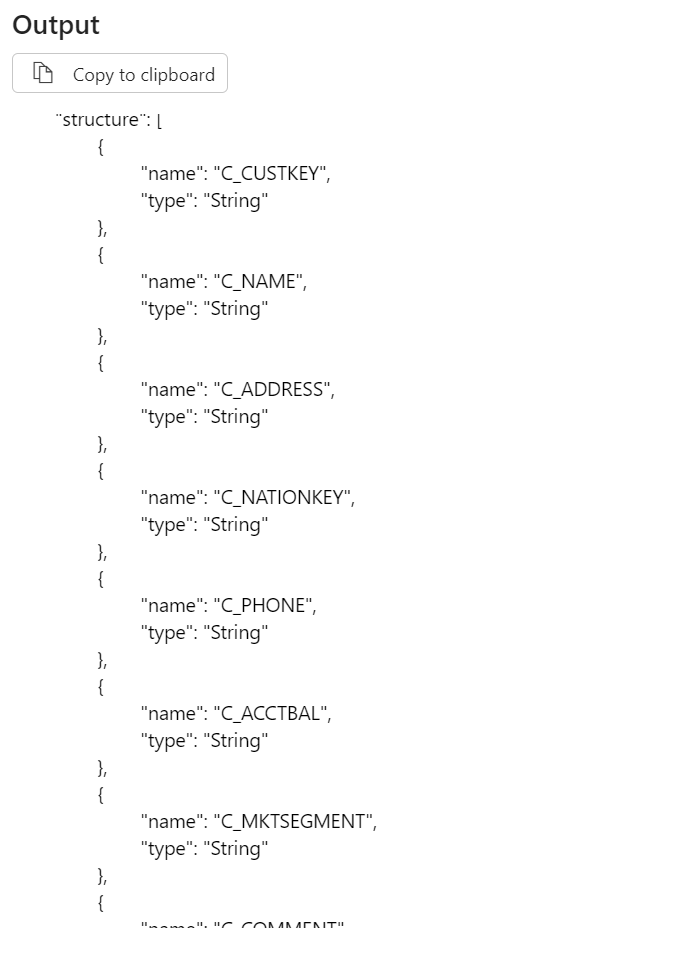 Output
Copy to clipboard
"structure": [
{
"name": "C_CUSTKEY",
"type": "String"
},
{
"name": "C_NAME",
"type": "String"
},
{
"name": "C_ADDRESS",
"type": "String"
},
{
"name": "C_NATIONKEY",
"type": "String"
},
{
"name": "C_PHONE",
"type": "String"
},
{
"name": "C_ACCTBAL",
"type": "String"
},
{
"name": "C_MKTSEGMENT",
"type": "String"
},
{
"name": "C_COMMENT",